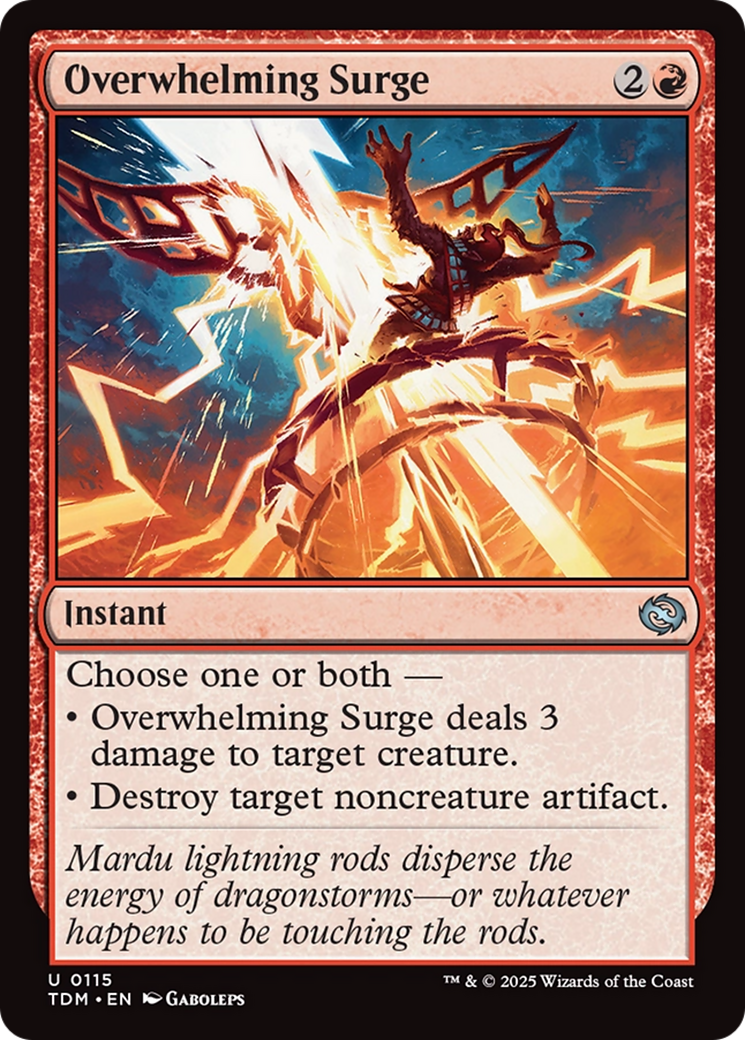 Overwhelming Surge 2
Instant
Choose one or both —
• Overwhelming Surge deals 3
damage to target creature.
• Destroy target noncreature artifact.
Mardu lightning rods disperse the
energy of dragonstorms—or whatever
happens to be touching the rods.
U 0115
TDM • EN Gaboleps
™ & © 2025 Wizards of the Coast